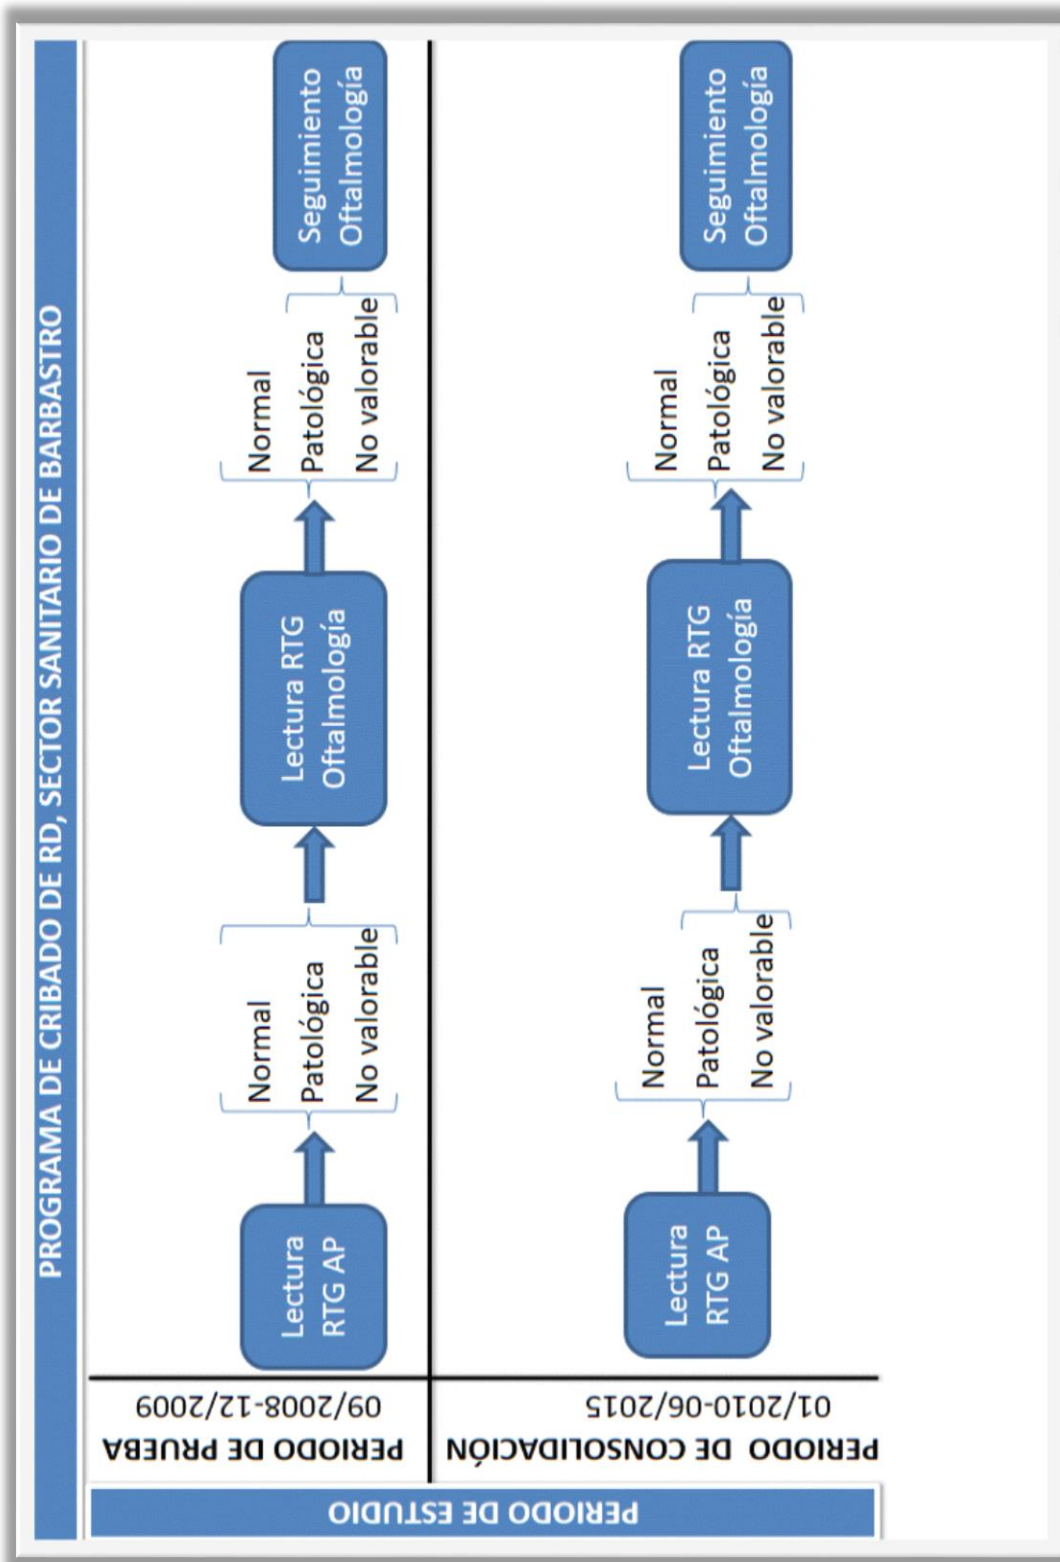 PROGRAMA DE CRIBADO DE RD, SECTOR SANITARIO DE BARBASTRO
PERIODO DE ESTUDIO
PERIODO DE PRUEBA
09/2008-12/2009
Lectura
RTG AP
Normal
Patológica
No valorable
Lectura RTG
Oftalmología
Normal
Patológica
No valorable
Seguimiento
Oftalmología
PERIODO DE CONSOLIDACIÓN
01/2010-06/2015
Lectura
RTG AP
Normal
Patológica
No valorable
Lectura RTG
Oftalmología
Normal
Patológica
No valorable
Seguimiento
Oftalmología